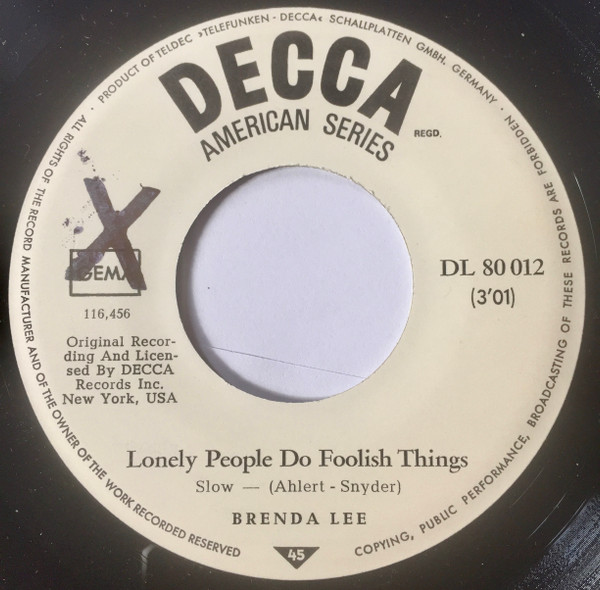 ALL RIGHTS OF THE RECORD MANUFACTURER AND OF THE OWNER OF THE WORK RECORDED RESERVED
· PRODUCT OF TELDEC »TELEFUNKEN - DECCA« SCHALLPLATTEN GMBH. GERMANY ·
COPYING, PUBLIC PERFORMANCE, BROADCASTING OF THESE RECORDS ARE FORBIDDEN ·
DECCA
REGD.
AMERICAN SERIES
X
GEMA
116,456
DL 80 012
(3'01)
Original Recor-
ding And Licen-
sed By DECCA
Records Inc.
New York, USA
Lonely People Do Foolish Things
Slow — (Ahlert - Snyder)
BRENDA LEE
45